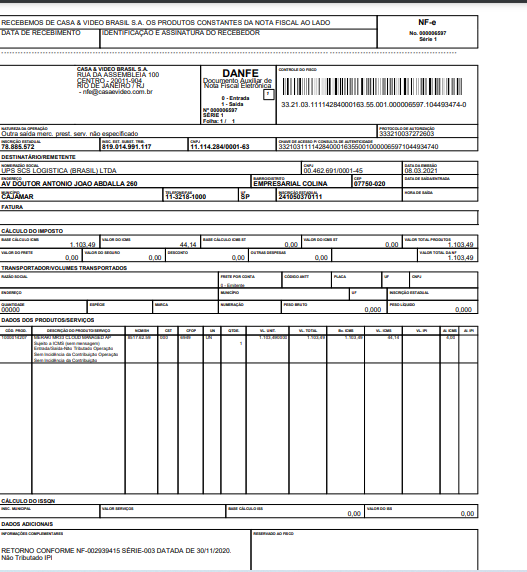 RECEBEMOS DE CASA & VIDEO BRASIL S.A. OS PRODUTOS CONSTANTES DA NOTA FISCAL AO LADO
DATA DE RECEBIMENTO
IDENTIFICAÇÃO E ASSINATURA DO RECEBEDOR
NF-e
No. 000006597
Série 1
CASA & VIDEO BRASIL S.A.
RUA DA ASSEMBLEIA 100
CENTRO - 20011-904
RIO DE JANEIRO / RJ
- nfe@casaevideo.com.br
DANFE
Documento Auxiliar de
Nota Fiscal Eletrônica
0 - Entrada
1 - Saída
1
Nº 000006597
SÉRIE 1
Folha: 1 / 1
CONTROLE DO FISCO
33.21.03.11114284000163.55.001.000006597.104493474-0
NATUREZA DA OPERAÇÃO
Outra saída merc. prest. serv. não especificado
PROTOCOLO DE AUTORIZAÇÃO
333210037272603
INSCRIÇÃO ESTADUAL
78.885.572
INSC. EST. SUBST. TRIB.
819.014.991.117
CNPJ
11.114.284/0001-63
CHAVE DE ACESSO P/ CONSULTA DE AUTENTICIDADE
33210311114284000163550010000065971044934740
DESTINATÁRIO/REMETENTE
NOME/RAZÃO SOCIAL
UPS SCS LOGISTICA (BRASIL) LTDA
CNPJ
00.462.691/0001-45
DATA DA EMISSÃO
08.03.2021
ENDEREÇO
AV DOUTOR ANTONIO JOAO ABDALLA 260
BAIRRO/DISTRITO
EMPRESARIAL COLINA
CEP
07750-020
DATA DE SAÍDA/ENTRADA
MUNICÍPIO
CAJAMAR
TELEFONE/FAX
11-3218-1000
UF
SP
INSCRIÇÃO ESTADUAL
241050370111
HORA DE SAÍDA
FATURA
CÁLCULO DO IMPOSTO
BASE CÁLCULO ICMS
1.103,49
VALOR DO ICMS
44,14
BASE CÁLCULO ICMS ST
0,00
VALOR DO ICMS ST
0,00
VALOR TOTAL PRODUTOS
1.103,49
VALOR DO FRETE
0,00
VALOR DO SEGURO
0,00
DESCONTO
0,00
OUTRAS DESPESAS
0,00
VALOR TOTAL DA NF
1.103,49
TRANSPORTADOR/VOLUMES TRANSPORTADOS
RAZÃO SOCIAL
FRETE POR CONTA
0 - Emitente
CÓDIGO ANTT
PLACA
UF
CNPJ
ENDEREÇO
MUNICÍPIO
UF
INSCRIÇÃO ESTADUAL
QUANTIDADE
00000
ESPÉCIE
MARCA
NUMERAÇÃO
PESO BRUTO
0,000
PESO LÍQUIDO
0,000
DADOS DOS PRODUTOS/SERVIÇOS
CÓD. PROD. DESCRIÇÃO DO PRODUTO/SERVIÇO NCM/SH CST CFOP UN QTDE. VL. UNIT. VL. TOTAL Bc. ICMS VL. ICMS VL. IPI Al. ICMS Al. IPI
MERAKI MR33 CLOUD MANAGED AP 8517.62.59 000 UN 1 1.103,49 1.103,49 44,14 4,00
Sujeito a ICMS (sem mensagem)
Entrada/Saída-Não Tributado Operação
Sem Incidência da Contribuição Operação
Sem Incidência da Contribuição
CÁLCULO DO ISSQN
INSC. MUNICIPAL
VALOR SERVIÇOS
BASE CÁLCULO ISS
0,00
VALOR DO ISS
0,00
DADOS ADICIONAIS
INFORMAÇÕES COMPLEMENTARES
RESERVADO AO FISCO
RETORNO CONFORME NF-002939415 SÉRIE-003 DATADA DE 30/11/2020.
Não Tributado IPI